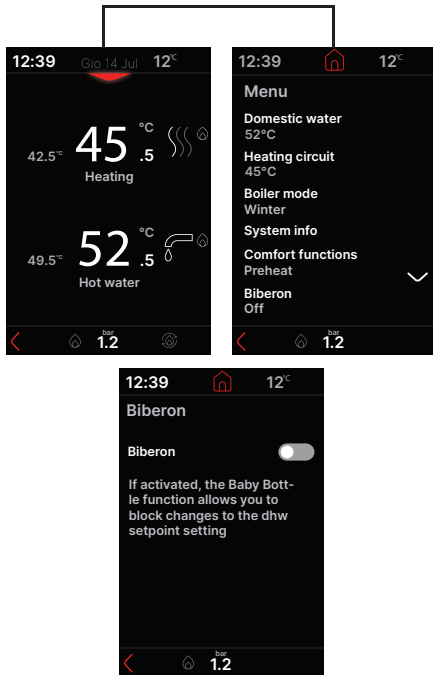 12:39 Gio 14 Jul 12°C
42.5°C 45.5 °C
Heating
49.5°C 52.5 °C
Hot water
bar
1.2
12:39 12°C
Menu
Domestic water
52°C
Heating circuit
45°C
Boiler mode
Winter
System info
Comfort functions
Preheat
Biberon
Off
bar
1.2
12:39 12°C
Biberon
Biberon
If activated, the Baby Bott-
le function allows you to
block changes to the dhw
setpoint setting
bar
1.2